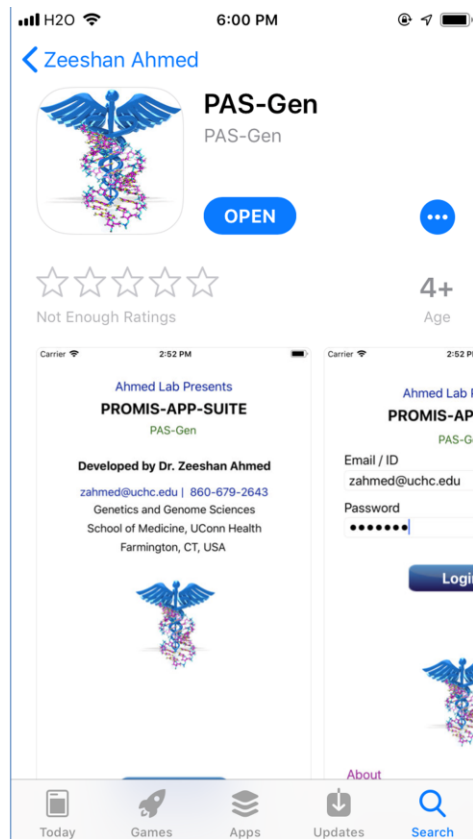 H2O 6:00 PM
Zeeshan Ahmed
PAS-Gen
PAS-Gen
OPEN
Not Enough Ratings
4+
Age
Carrier 2:52 PM
Ahmed Lab Presents
PROMIS-APP-SUITE
PAS-Gen
Developed by Dr. Zeeshan Ahmed
zahmed@uchc.edu | 860-679-2643
Genetics and Genome Sciences
School of Medicine, UConn Health
Farmington, CT, USA
Carrier 2:52 P
Ahmed Lab P
PROMIS-AP
PAS-G
Email / ID
zahmed@uchc.edu
Password
•••••••
Logi
About
Today Games Apps Updates Search